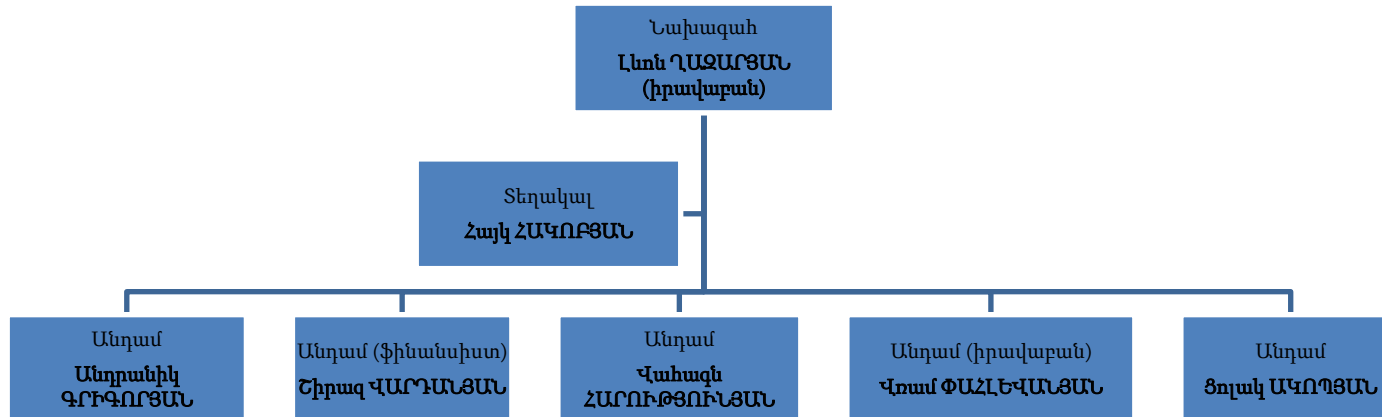 Նախագահ
Լևոն ՂԱԶԱՐՅԱՆ
(իրավաբան)
Տեղակալ
Հայկ ՀԱԿՈԲՅԱՆ
Անդամ
Անդրանիկ
ԳՐԻԳՈՐՅԱՆ
Անդամ (ֆինանսիստ)
Շիրազ ՎԱՐԴԱՆՅԱՆ
Անդամ
Վահագն
ՀԱՐՈՒԹՅՈՒՆՅԱՆ
Անդամ (իրավաբան)
Վռամ ՓԱՀԼԵՎԱՆՅԱՆ
Անդամ
Ցոլակ ԱԿՈՊՅԱՆ